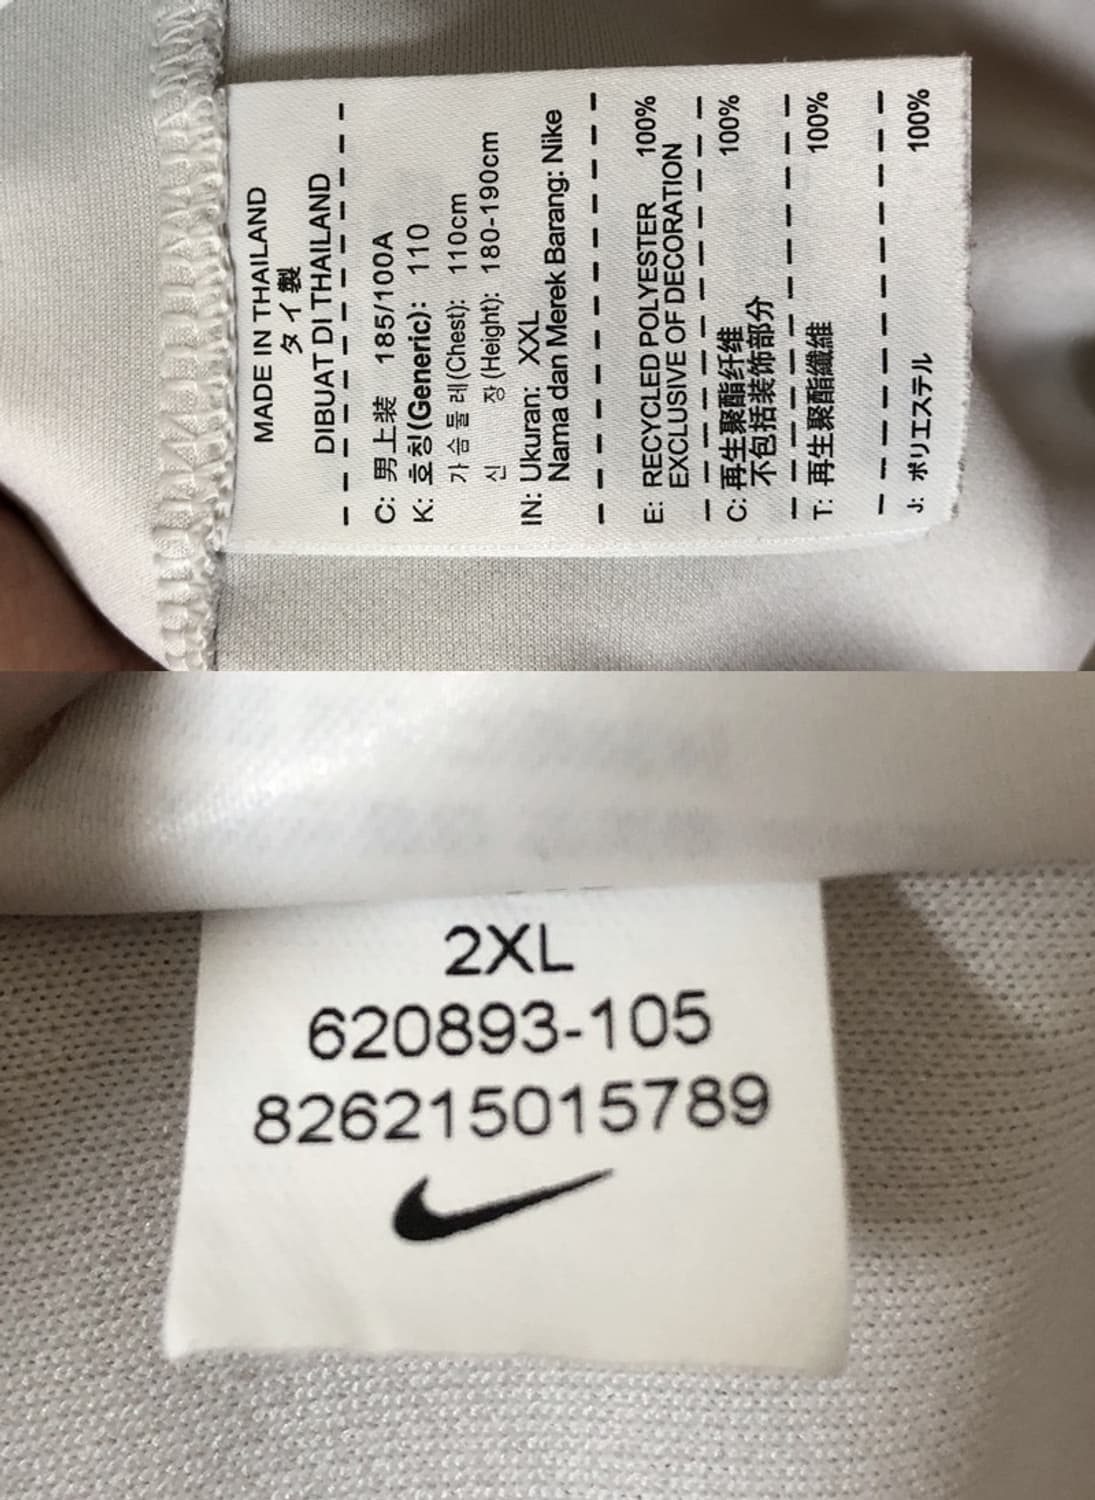 MADE IN THAILAND
タイ製
DIBUAT DI THAILAND
C: 男上装 185/100A
K: 호칭(Generic): 110
가슴둘레(Chest): 110cm
신 장(Height): 180-190cm
IN: Ukuran: XXL
Nama dan Merek Barang: Nike
E: RECYCLED POLYESTER 100%
EXCLUSIVE OF DECORATION
C: 再生聚酯纤维 100%
不包括装饰部分
T: 再生聚酯纖維 100%
J: ポリエステル 100%
2XL
620893-105
826215015789